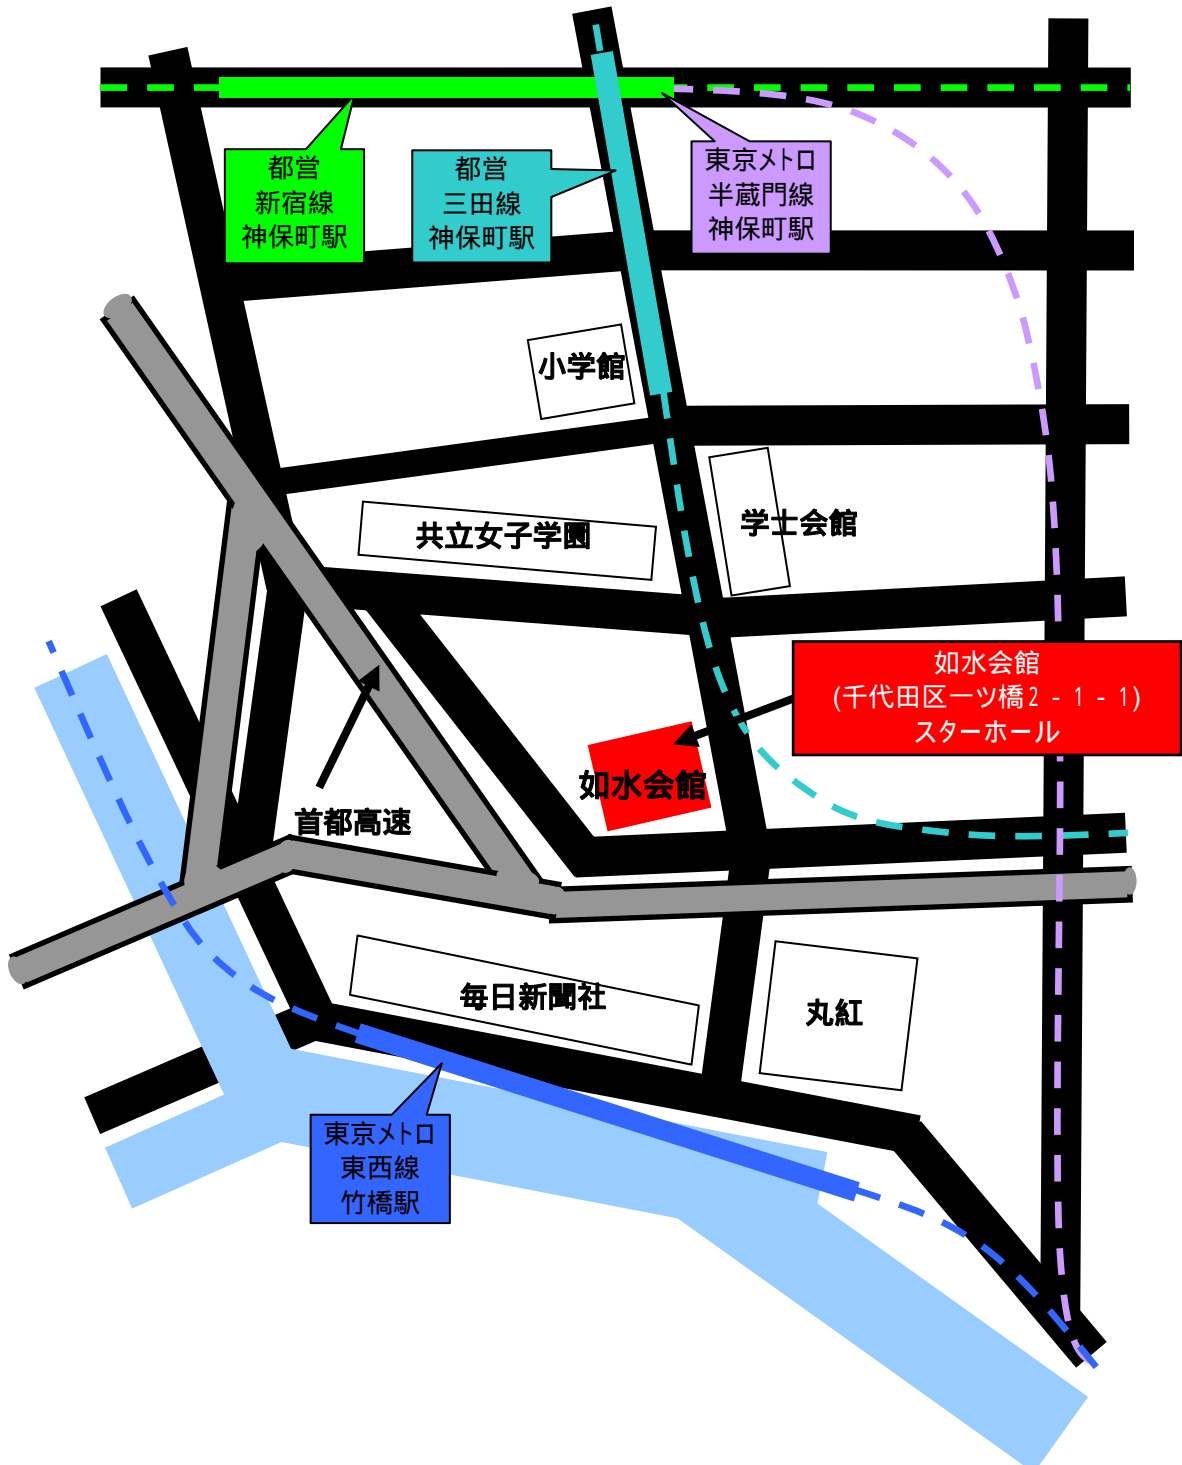 都営
新宿線
神保町駅
都営
三田線
神保町駅
東京メトロ
半蔵門線
神保町駅
小学館
学士会館
共立女子学園
如水会館
(千代田区一ツ橋2-1-1)
スターホール
如水会館
首都高速
毎日新聞社
丸紅
東京メトロ
東西線
竹橋駅